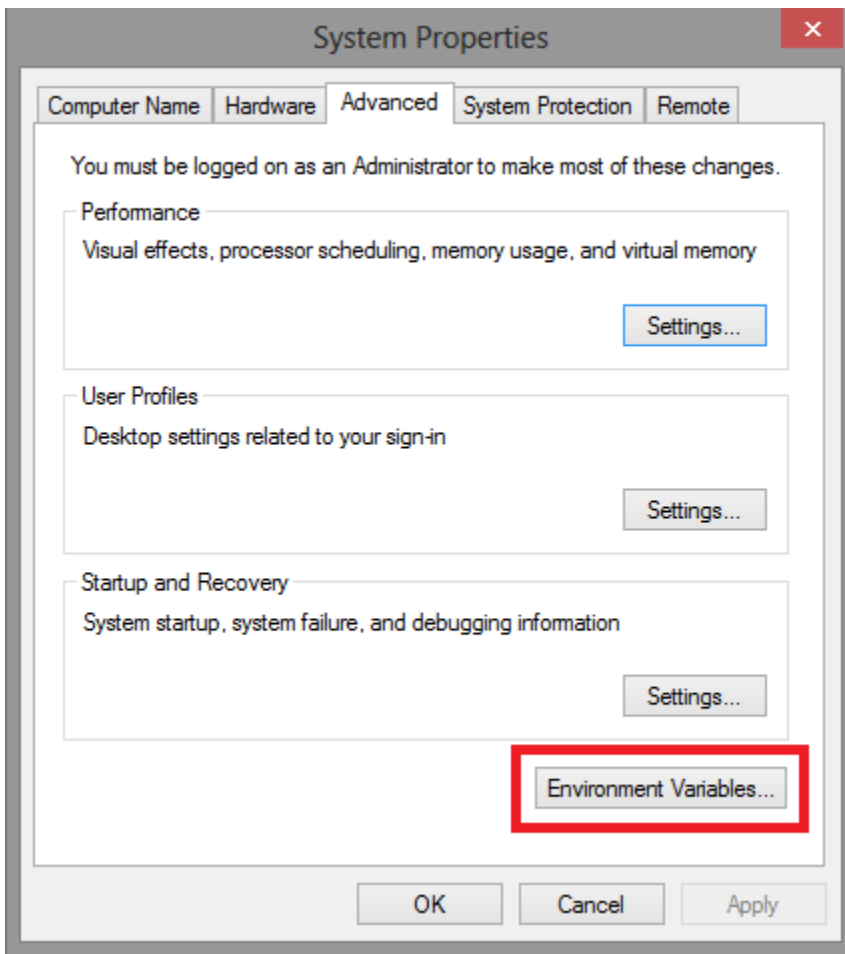 System Properties
Computer Name Hardware Advanced System Protection Remote
You must be logged on as an Administrator to make most of these changes.
Performance
Visual effects, processor scheduling, memory usage, and virtual memory
Settings...
User Profiles
Desktop settings related to your sign-in
Settings...
Startup and Recovery
System startup, system failure, and debugging information
Settings...
Environment Variables...
OK Cancel Apply